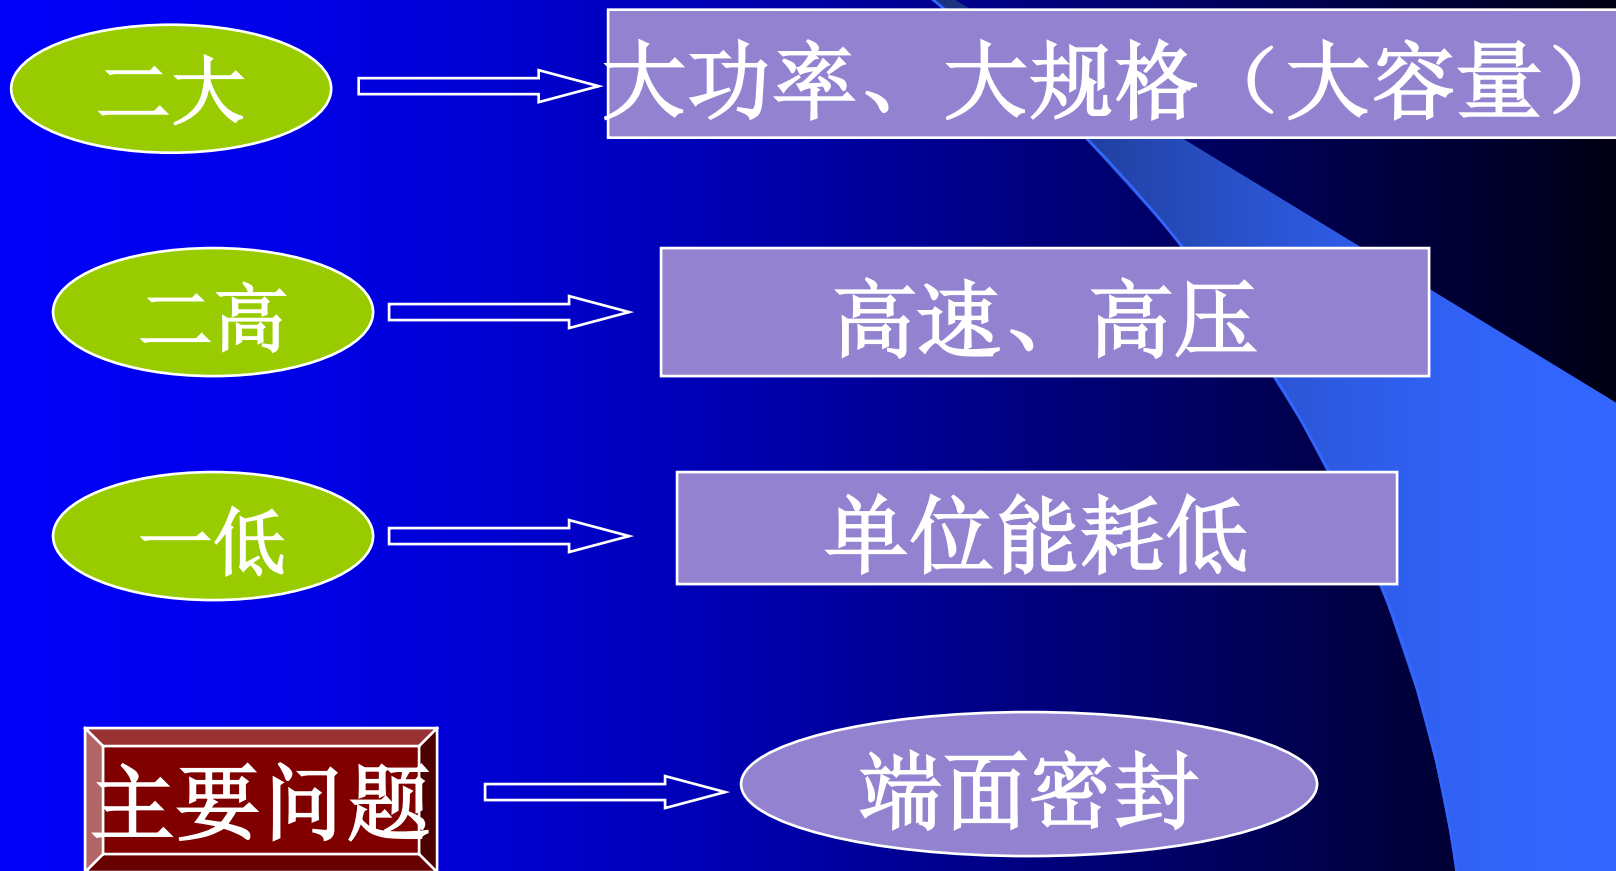 二大
大功率、大规格（大容量）
二高
高速、高压
一低
单位能耗低
主要问题
端面密封